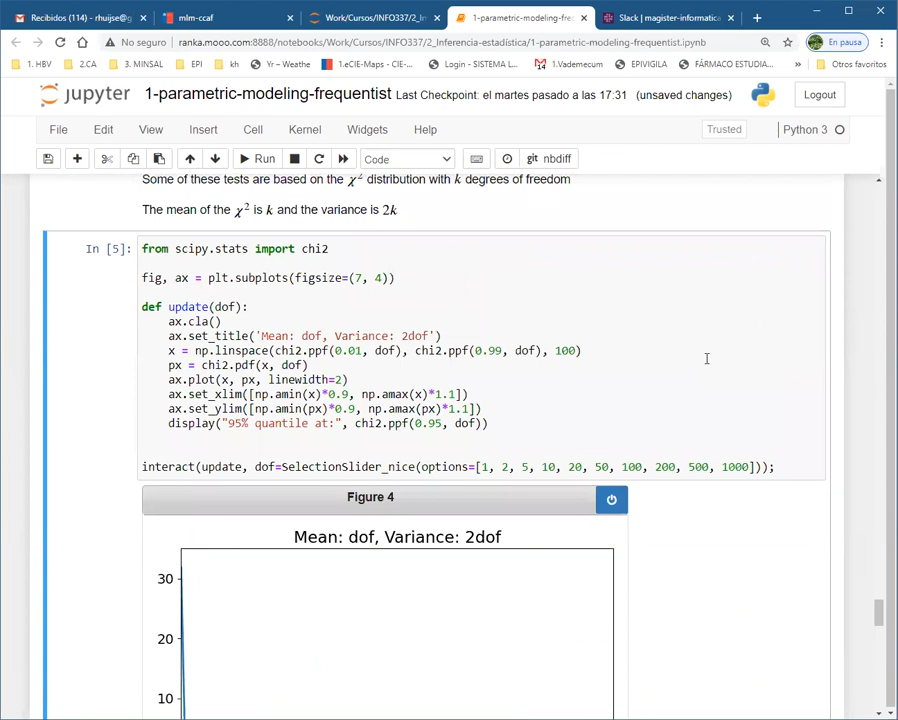 Recibidos (114) - rhuijse@g
mlm-ccaf
Work/Cursos/INFO337/2_In
1-parametric-modeling-fre
Slack | magister-informatica
No seguro
ranka.mooo.com:8888/notebooks/Work/Cursos/INFO337/2_Inferencia-estadística/1-parametric-modeling-frequentist.ipynb
En pausa
1. HBV
2.CA
3. MINSAL
EPI
kh
Yr – Weathe
1.eCIE-Maps - CIE-...
Login - SISTEMA L...
1.Vademecum
EPIVIGILA
FÁRMACO ESTUDIA...
»
Otros favoritos
jupyter
1-parametric-modeling-frequentist Last Checkpoint: el martes pasado a las 17:31 (unsaved changes)
Logout
File Edit View Insert Cell Kernel Widgets Help
Trusted
Python 3
Run
Code
git nbdiff
Some of these tests are based on the χ² distribution with k degrees of freedom
The mean of the χ² is k and the variance is 2k
In [5]:
from scipy.stats import chi2
fig, ax = plt.subplots(figsize=(7, 4))
def update(dof):
    ax.cla()
    ax.set_title('Mean: dof, Variance: 2dof')
    x = np.linspace(chi2.ppf(0.01, dof), chi2.ppf(0.99, dof), 100)
    px = chi2.pdf(x, dof)
    ax.plot(x, px, linewidth=2)
    ax.set_xlim([np.amin(x)*0.9, np.amax(x)*1.1])
    ax.set_ylim([np.amin(px)*0.9, np.amax(px)*1.1])
    display("95% quantile at:", chi2.ppf(0.95, dof))
interact(update, dof=SelectionSlider_nice(options=[1, 2, 5, 10, 20, 50, 100, 200, 500, 1000]));
Figure 4
Mean: dof, Variance: 2dof
30
20
10